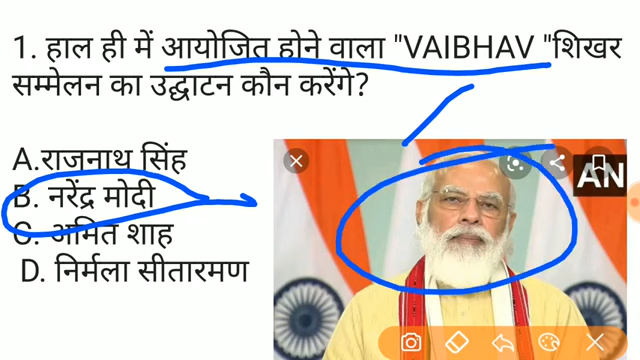 1. हाल ही में आयोजित होने वाला "VAIBHAV "शिखर
सम्मेलन का उद्घाटन कौन करेंगे?
A.राजनाथ सिंह
B. नरेंद्र मोदी
C. अमित शाह
D. निर्मला सीतारमण
AN